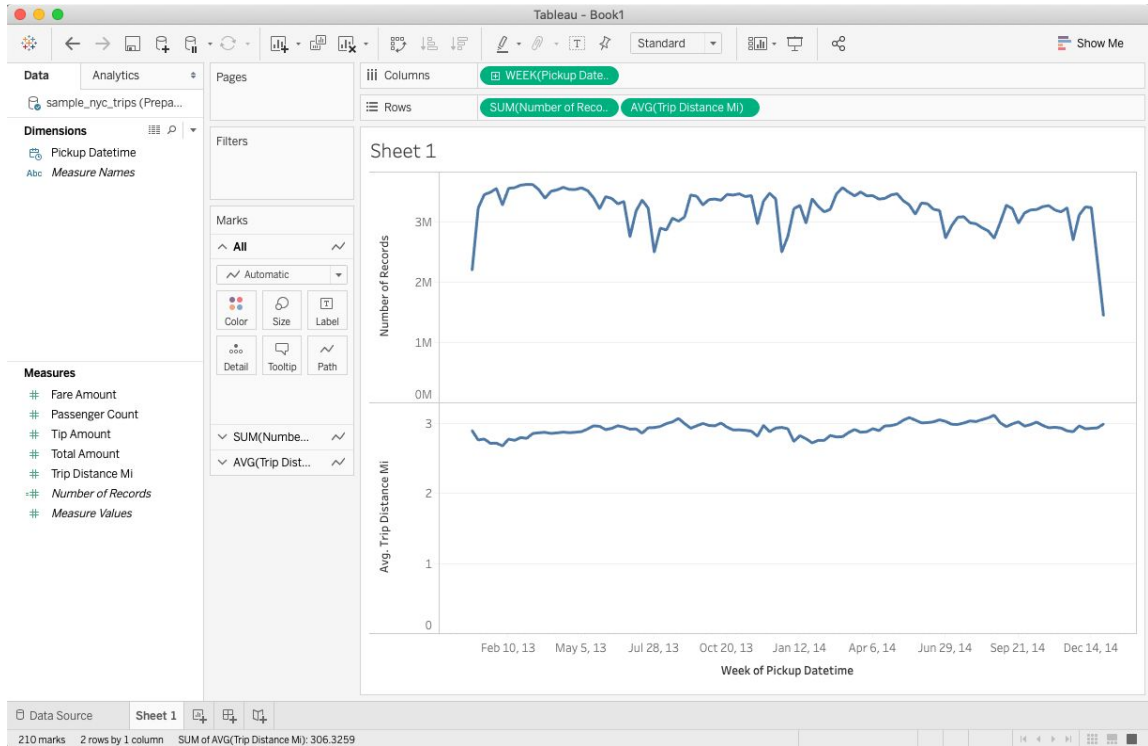 Tableau - Book1
Standard
Show Me
Data Analytics
sample_nyc_trips (Prepa...
Dimensions
Pickup Datetime
Abc Measure Names
Measures
Fare Amount
Passenger Count
Tip Amount
Total Amount
Trip Distance Mi
Number of Records
Measure Values
Pages
Filters
Marks
All
Automatic
Color Size Label
Detail Tooltip Path
SUM(Numbe...
AVG(Trip Dist...
Columns WEEK(Pickup Date..
Rows SUM(Number of Reco.. AVG(Trip Distance Mi)
Sheet 1
Number of Records
3M
2M
1M
0M
Avg. Trip Distance Mi
3
2
1
0
Feb 10, 13 May 5, 13 Jul 28, 13 Oct 20, 13 Jan 12, 14 Apr 6, 14 Jun 29, 14 Sep 21, 14 Dec 14, 14
Week of Pickup Datetime
Data Source Sheet 1
210 marks 2 rows by 1 column SUM of AVG(Trip Distance Mi): 306.3259